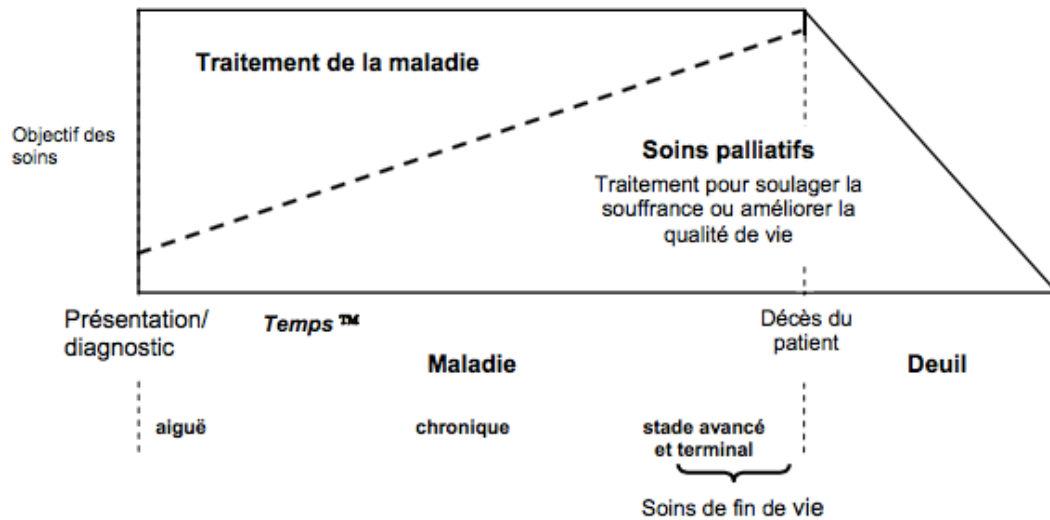 Traitement de la maladie
Objectif des
soins
Soins palliatifs
Traitement pour soulager la
souffrance ou améliorer la
qualité de vie
Présentation/
diagnostic
Temps ™
Décès du
patient
Maladie
Deuil
aiguë
chronique
stade avancé
et terminal
Soins de fin de vie